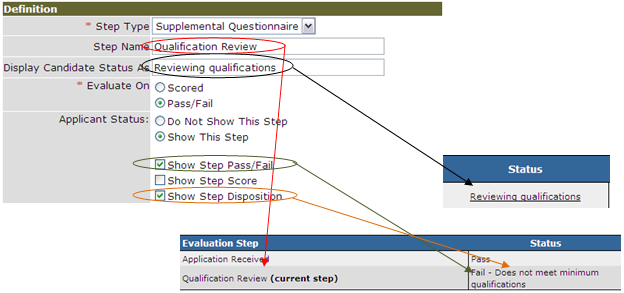 Definition
* Step Type Supplemental Questionnaire
Step Name Qualification Review
Display Candidate Status As Reviewing qualifications
* Evaluate On Scored
Pass/Fail
Applicant Status: Do Not Show This Step
Show This Step
Show Step Pass/Fail
Show Step Score
Show Step Disposition
Status
Reviewing qualifications
Evaluation Step Status
Application Received Pass
Qualification Review (current step) Fail - Does not meet minimum
qualifications